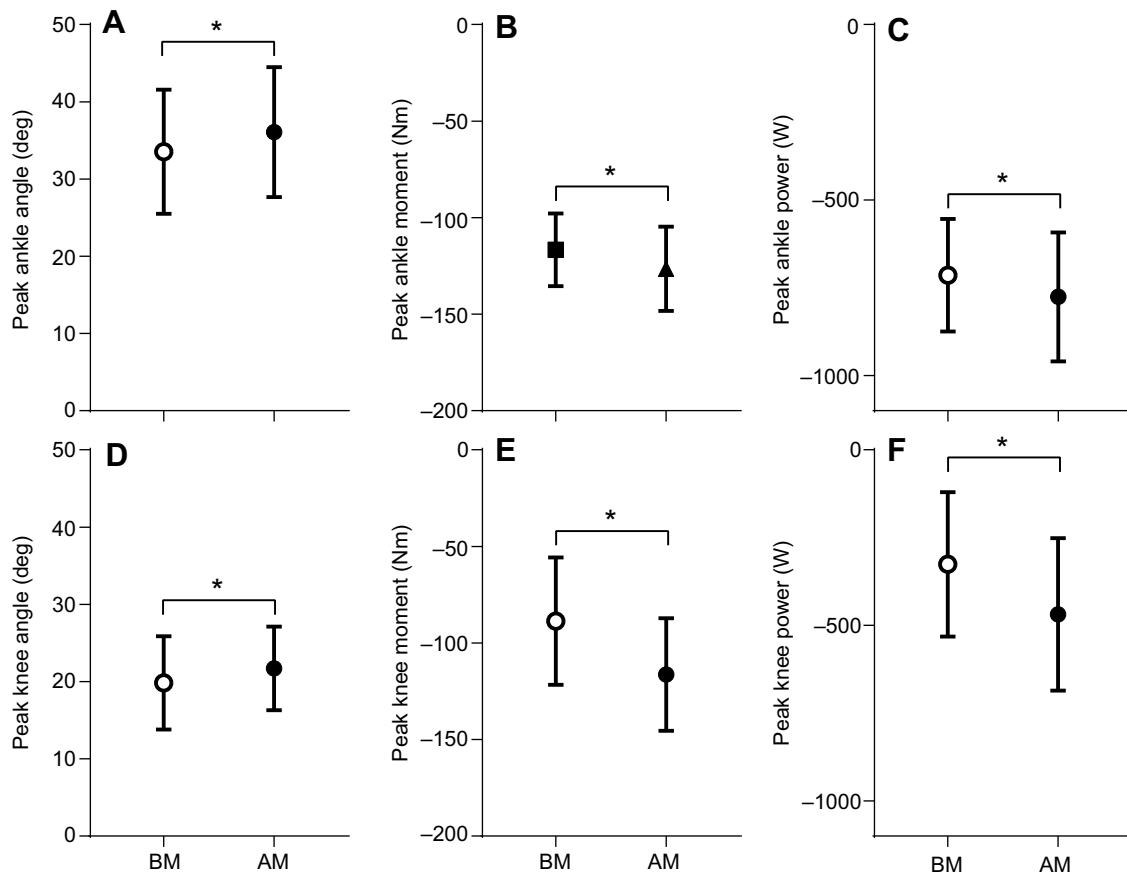 A
Peak ankle angle (deg)
50
40
30
20
10
0
*
B
Peak ankle moment (Nm)
0
–50
–100
–150
–200
*
C
Peak ankle power (W)
0
–500
–1000
*
D
Peak knee angle (deg)
50
40
30
20
10
0
*
BM AM
E
Peak knee moment (Nm)
0
–50
–100
–150
–200
*
BM AM
F
Peak knee power (W)
0
–500
–1000
*
BM AM